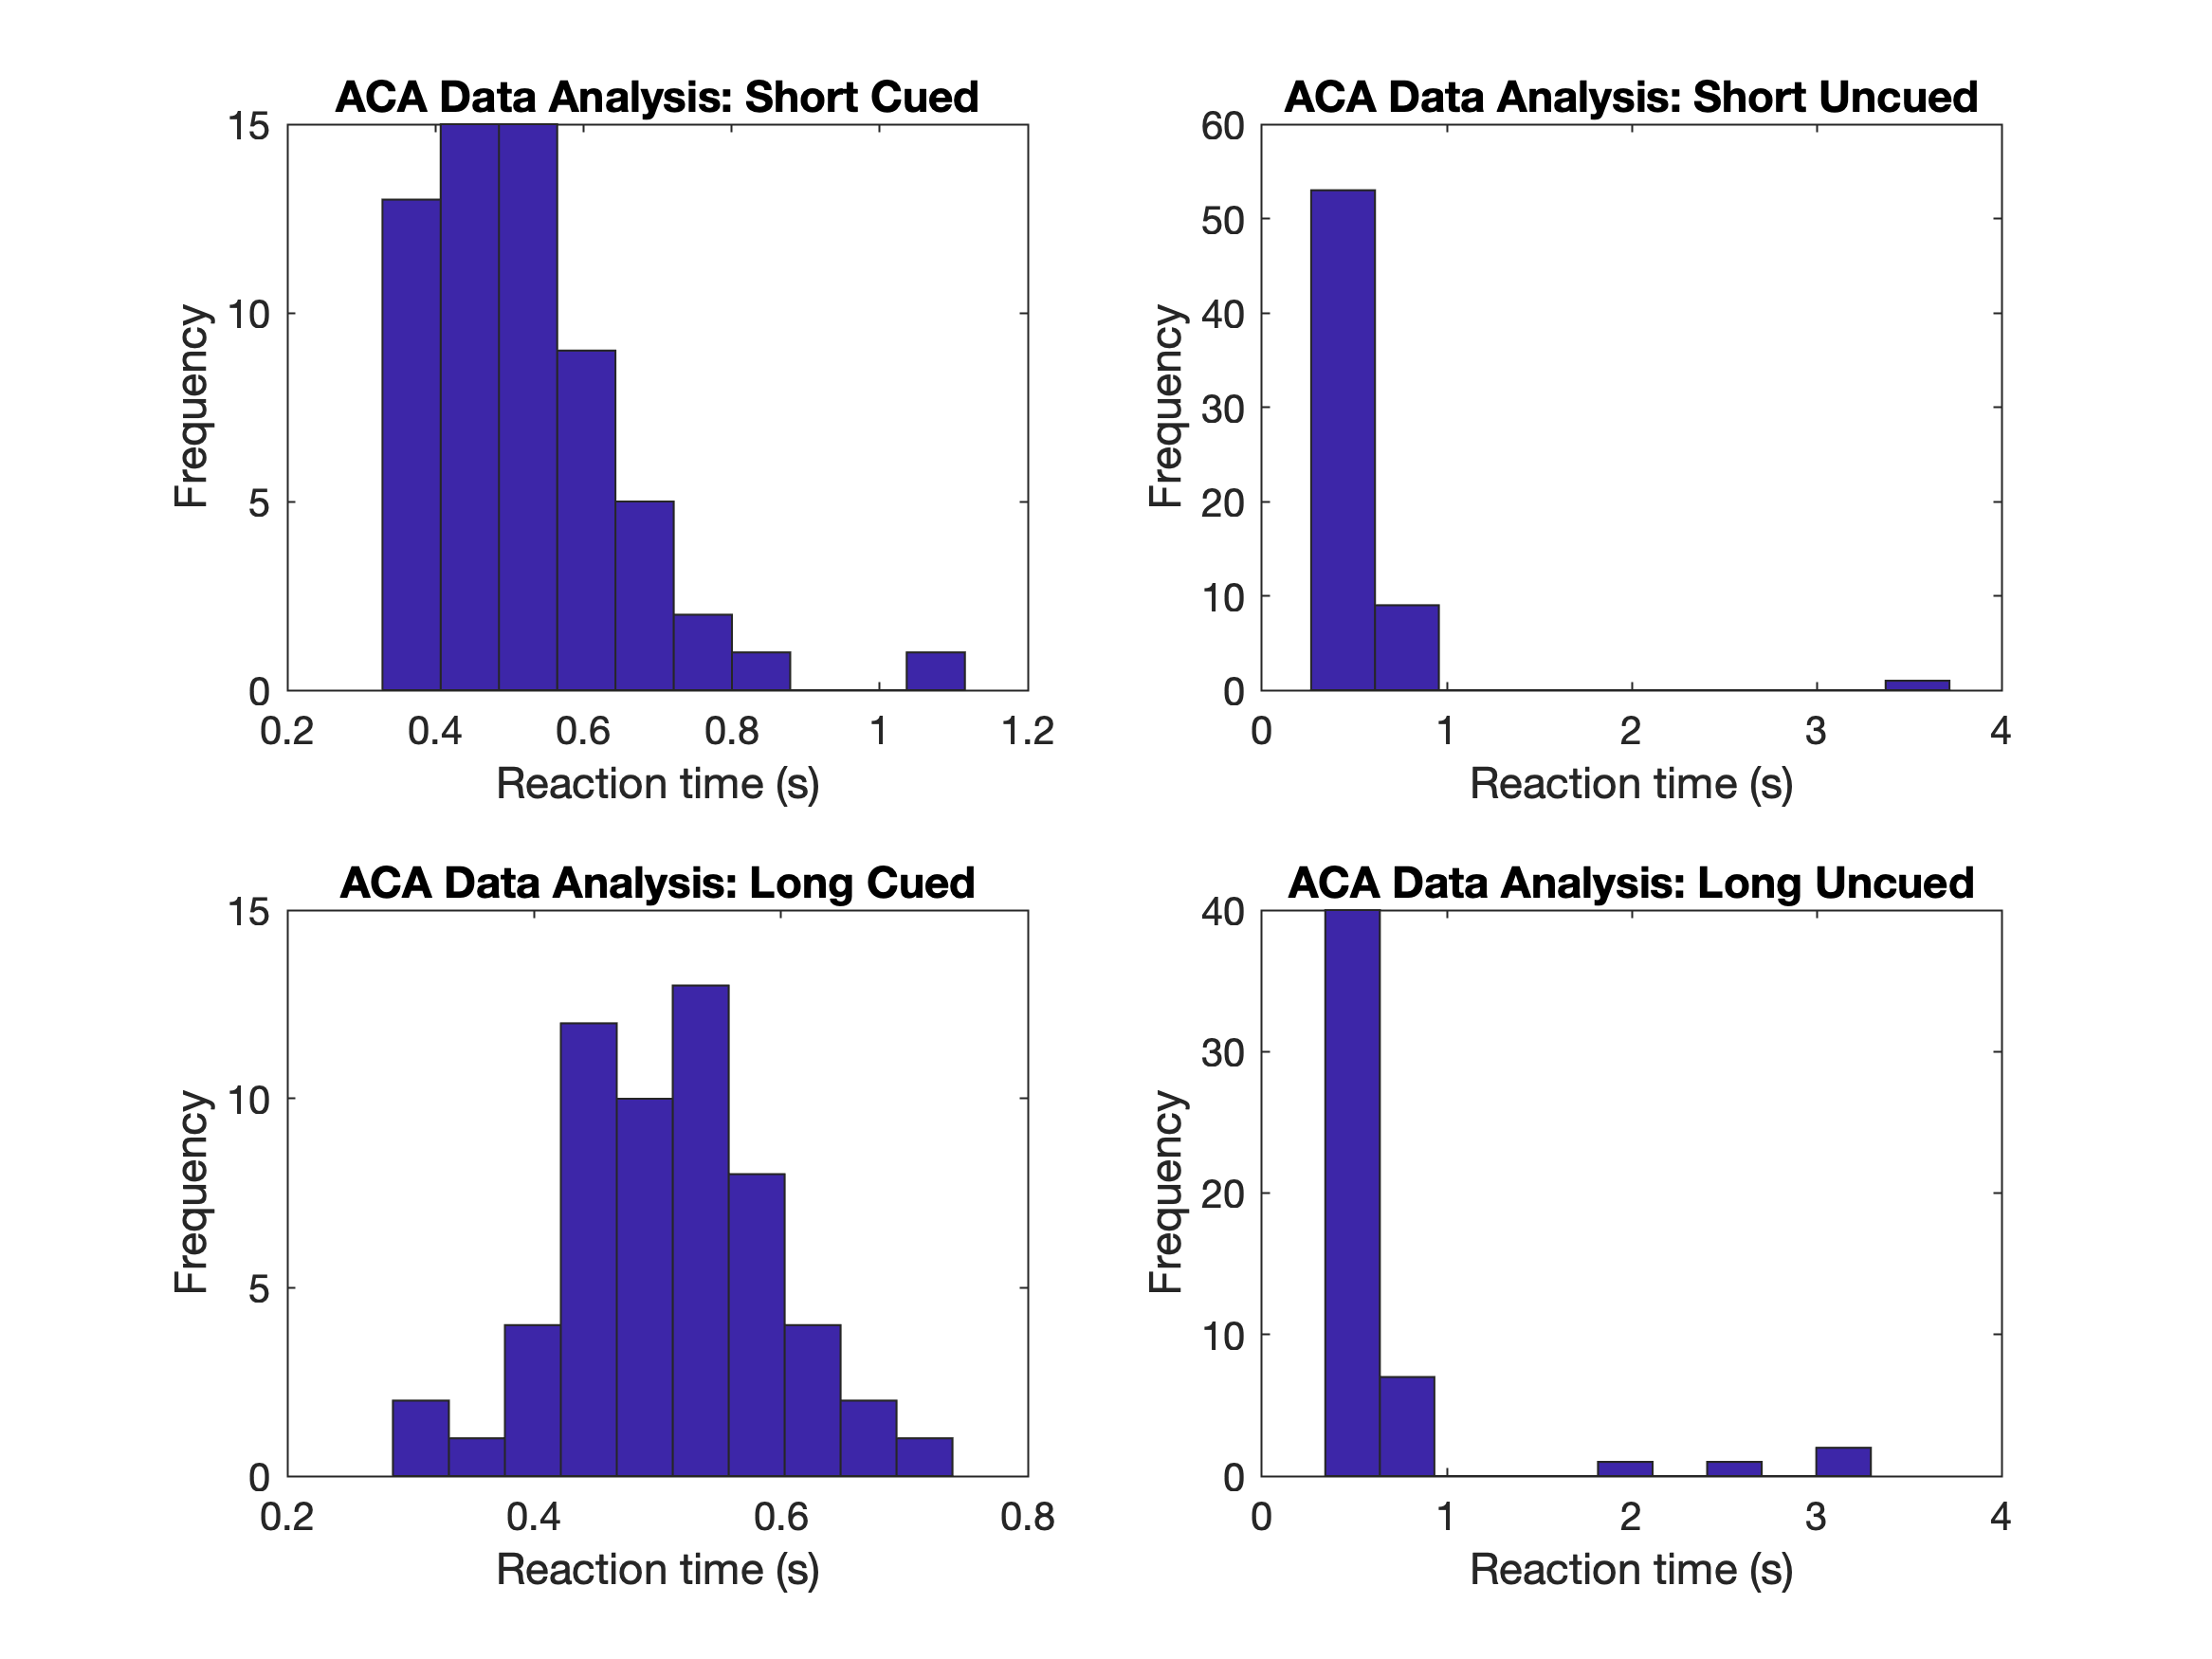 ACA Data Analysis: Short Cued
15
10
5
0
Frequency
0.2 0.4 0.6 0.8 1 1.2
Reaction time (s)
ACA Data Analysis: Short Uncued
60
50
40
30
20
10
0
Frequency
0 1 2 3 4
Reaction time (s)
ACA Data Analysis: Long Cued
15
10
5
0
Frequency
0.2 0.4 0.6 0.8
Reaction time (s)
ACA Data Analysis: Long Uncued
40
30
20
10
0
Frequency
0 1 2 3 4
Reaction time (s)